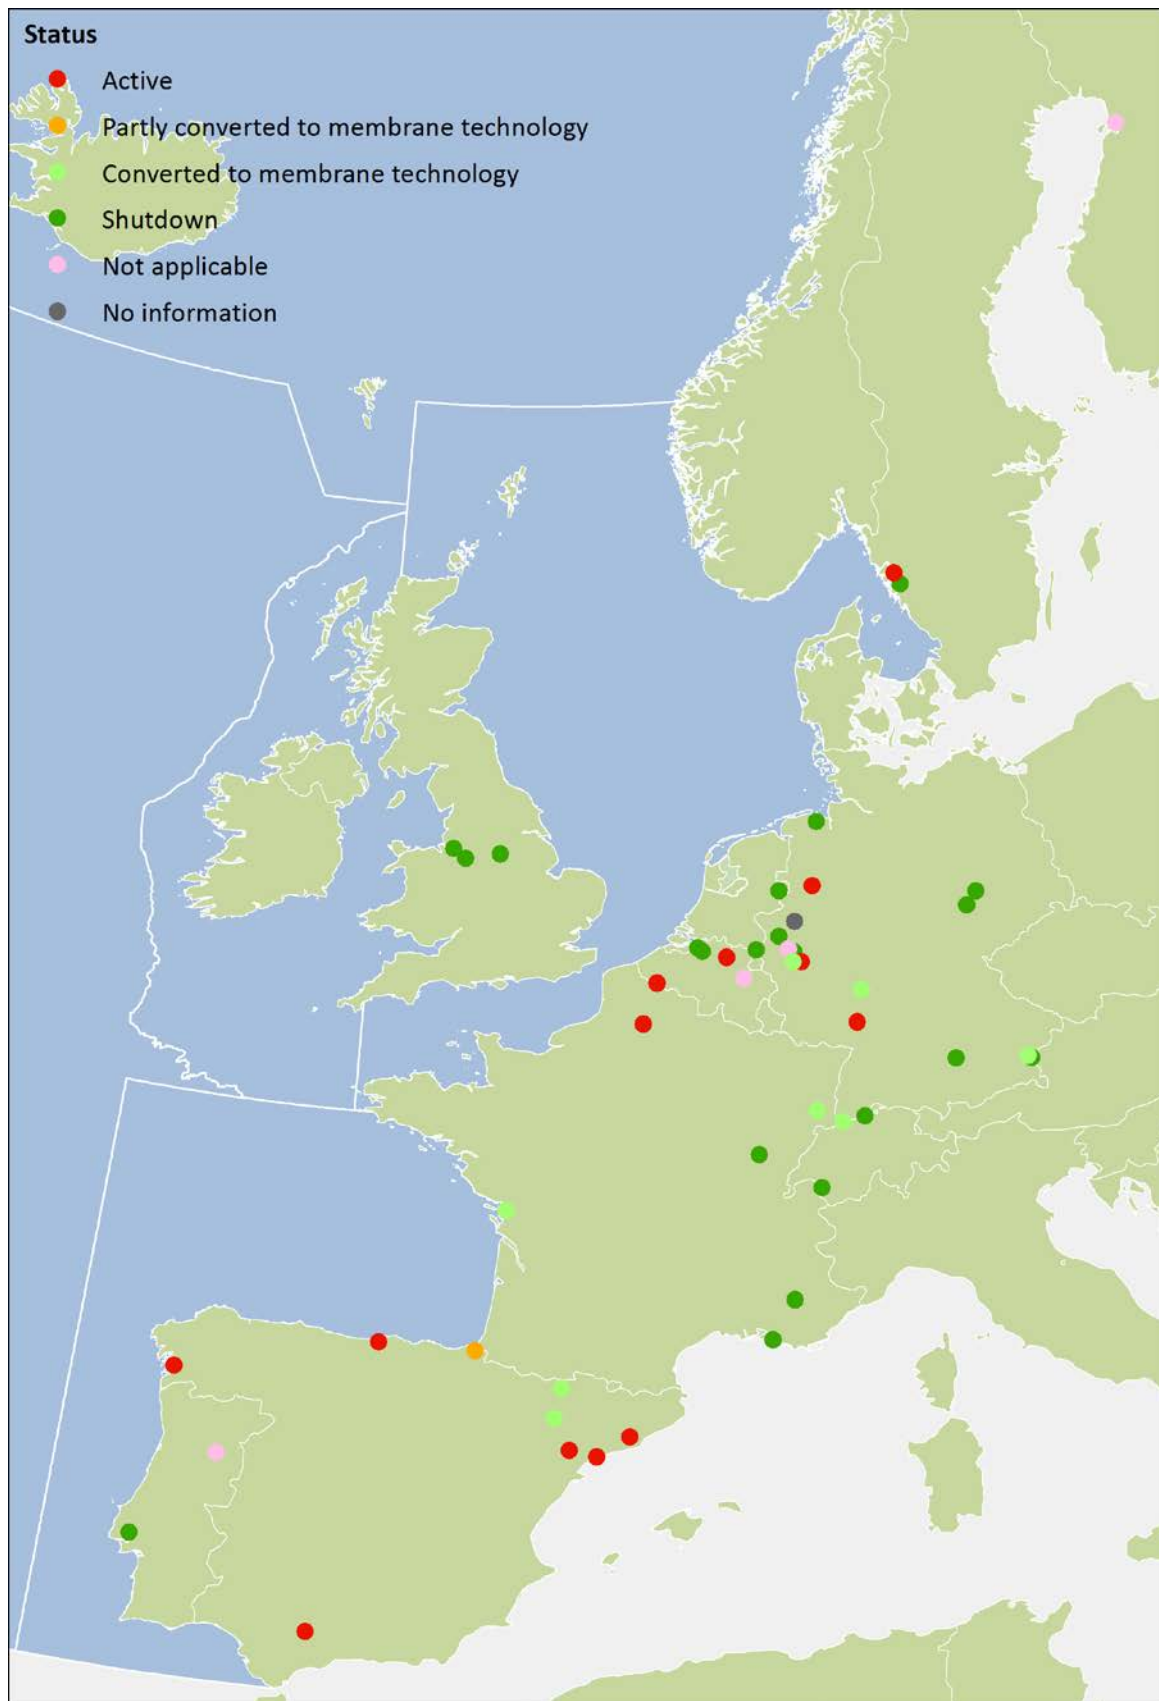 Status
Active
Partly converted to membrane technology
Converted to membrane technology
Shutdown
Not applicable
No information